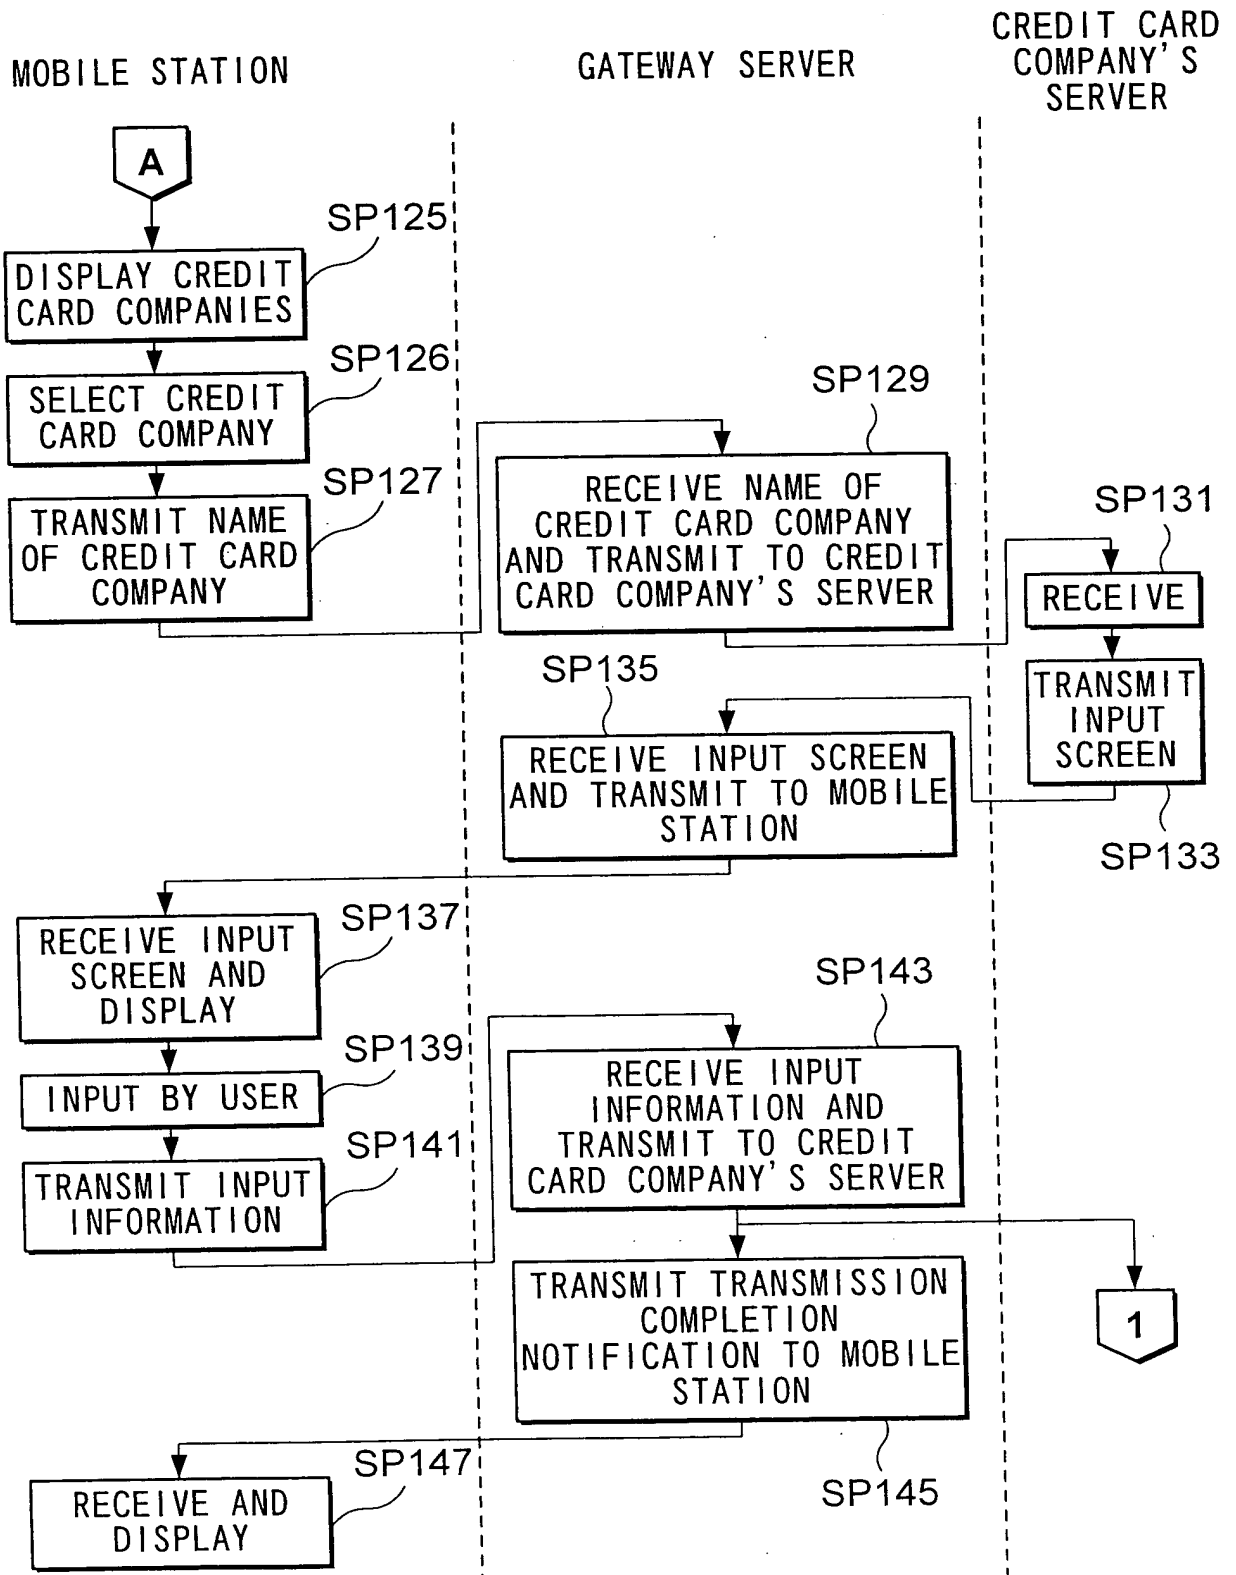 MOBILE STATION
GATEWAY SERVER
CREDIT CARD
COMPANY'S
SERVER
A
SP125
DISPLAY CREDIT
CARD COMPANIES
SP126
SELECT CREDIT
CARD COMPANY
SP127
TRANSMIT NAME
OF CREDIT CARD
COMPANY
SP129
RECEIVE NAME OF
CREDIT CARD COMPANY
AND TRANSMIT TO CREDIT
CARD COMPANY'S SERVER
SP131
RECEIVE
TRANSMIT
INPUT
SCREEN
SP133
SP135
RECEIVE INPUT SCREEN
AND TRANSMIT TO MOBILE
STATION
SP137
RECEIVE INPUT
SCREEN AND
DISPLAY
SP139
INPUT BY USER
SP141
TRANSMIT INPUT
INFORMATION
SP143
RECEIVE INPUT
INFORMATION AND
TRANSMIT TO CREDIT
CARD COMPANY'S SERVER
1
TRANSMIT TRANSMISSION
COMPLETION
NOTIFICATION TO MOBILE
STATION
SP145
SP147
RECEIVE AND
DISPLAY